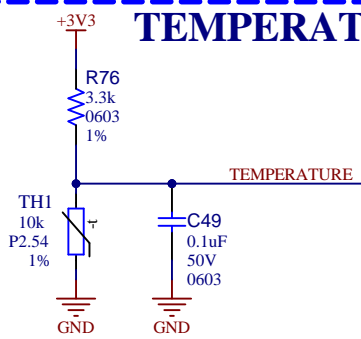 +3V3
TEMPERAT
R76
3.3k
0603
1%
TEMPERATURE
TH1
10k
P2.54
1%
-t
C49
0.1uF
50V
0603
GND
GND